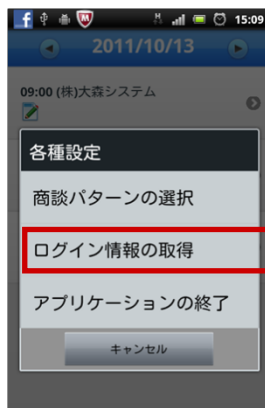 15:09
2011/10/13
09:00 (株)大森システム
各種設定
商談パターンの選択
ログイン情報の取得
アプリケーションの終了
キャンセル